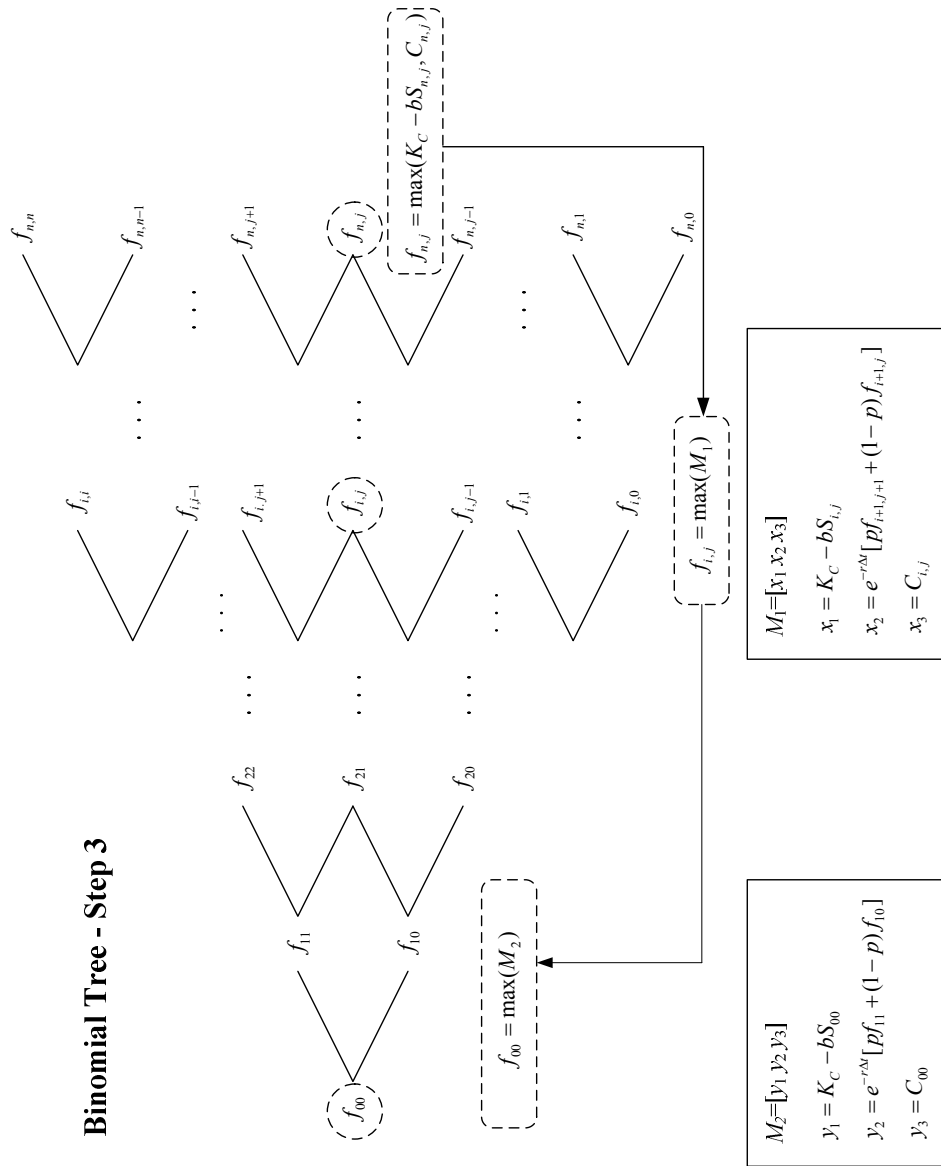 Binomial Tree - Step 3
f_{00}
f_{11}
f_{10}
f_{22}
f_{21}
f_{20}
. . . .
. . . .
. . . .
. . . .
. . . .
f_{i,i}
f_{i,i-1}
f_{i,j+1}
f_{i,j}
f_{i,j-1}
f_{i,1}
f_{i,0}
. . .
. . .
. . .
. . .
. . .
f_{n,n}
f_{n,n-1}
f_{n,j+1}
f_{n,j}
f_{n,j-1}
f_{n,1}
f_{n,0}
f_{n,j} = max(K_C - bS_{n,j}, C_{n,j})
f_{i,j} = max(M_1)
f_{00} = max(M_2)
M_2=[y_1 y_2 y_3]
y_1 = K_C - bS_{00}
y_2 = e^{-rΔt}[pf_{11} + (1 - p)f_{10}]
y_3 = C_{00}
M_1=[x_1 x_2 x_3]
x_1 = K_C - bS_{i,j}
x_2 = e^{-rΔt}[pf_{i+1,j+1} + (1 - p)f_{i+1,j}]
x_3 = C_{i,j}